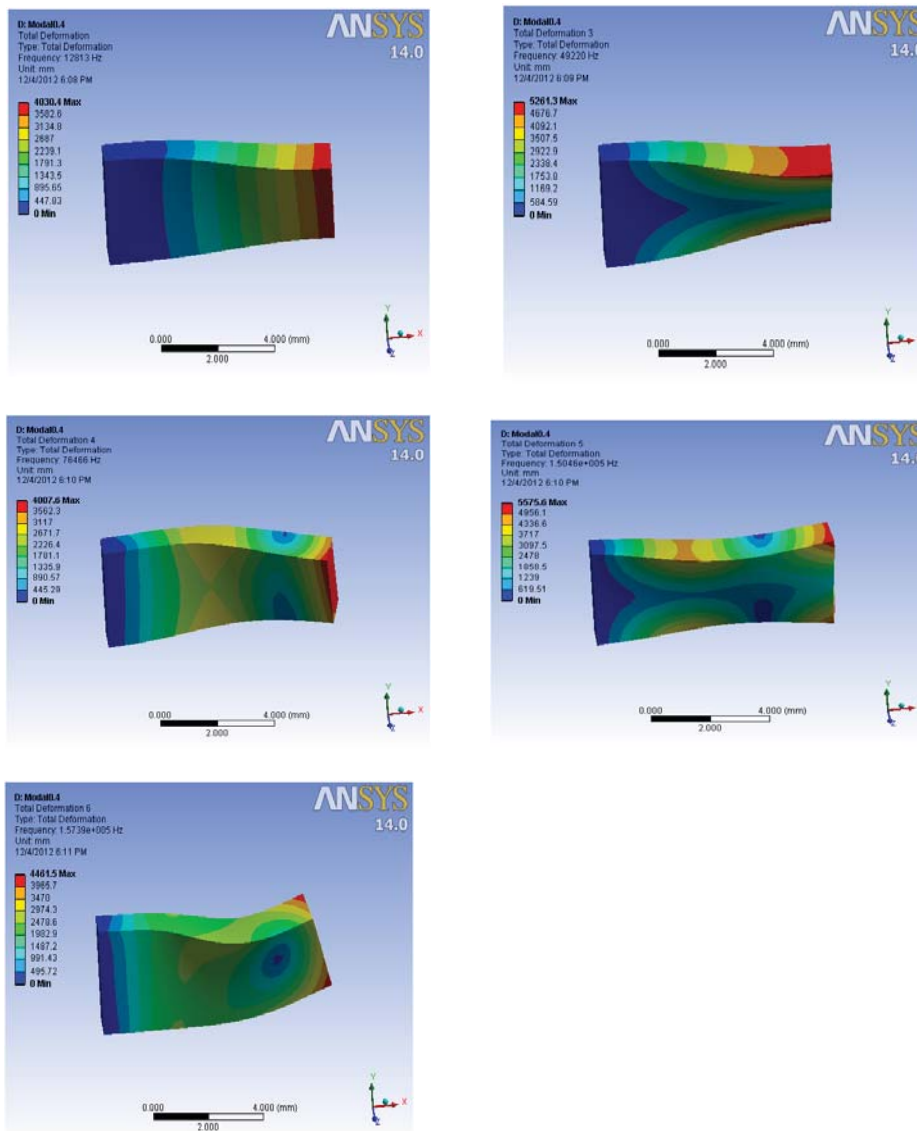 D: Modal0.4
Total Deformation
Type: Total Deformation
Frequency: 12813 Hz
Unit: mm
12/4/2012 6:08 PM
ANSYS
14.0
4030.4 Max
3582.6
3134.8
2687
2239.1
1791.3
1343.5
895.65
447.83
0 Min
Y
X
Z
0.000
4.000 (mm)
2.000
D: Modal0.4
Total Deformation 3
Type: Total Deformation
Frequency: 49220 Hz
Unit: mm
12/4/2012 6:09 PM
ANSYS
14.0
5261.3 Max
4676.7
4092.1
3507.5
2922.9
2338.4
1753.8
1169.2
584.59
0 Min
Y
X
Z
0.000
4.000 (mm)
2.000
D: Modal0.4
Total Deformation 4
Type: Total Deformation
Frequency: 76466 Hz
Unit: mm
12/4/2012 6:10 PM
ANSYS
14.0
4007.6 Max
3562.3
3117
2671.7
2226.4
1781.1
1335.9
890.57
445.29
0 Min
Y
X
Z
0.000
4.000 (mm)
2.000
D: Modal0.4
Total Deformation 5
Type: Total Deformation
Frequency: 1.5046e+005 Hz
Unit: mm
12/4/2012 6:10 PM
ANSYS
14.0
5575.6 Max
4956.1
4336.6
3717
3097.5
2478
1858.5
1239
619.51
0 Min
Y
X
Z
0.000
4.000 (mm)
2.000
D: Modal0.4
Total Deformation 6
Type: Total Deformation
Frequency: 1.5739e+005 Hz
Unit: mm
12/4/2012 6:11 PM
ANSYS
14.0
4461.5 Max
3965.7
3470
2974.3
2478.6
1982.9
1487.2
991.43
495.72
0 Min
Y
X
Z
0.000
4.000 (mm)
2.000